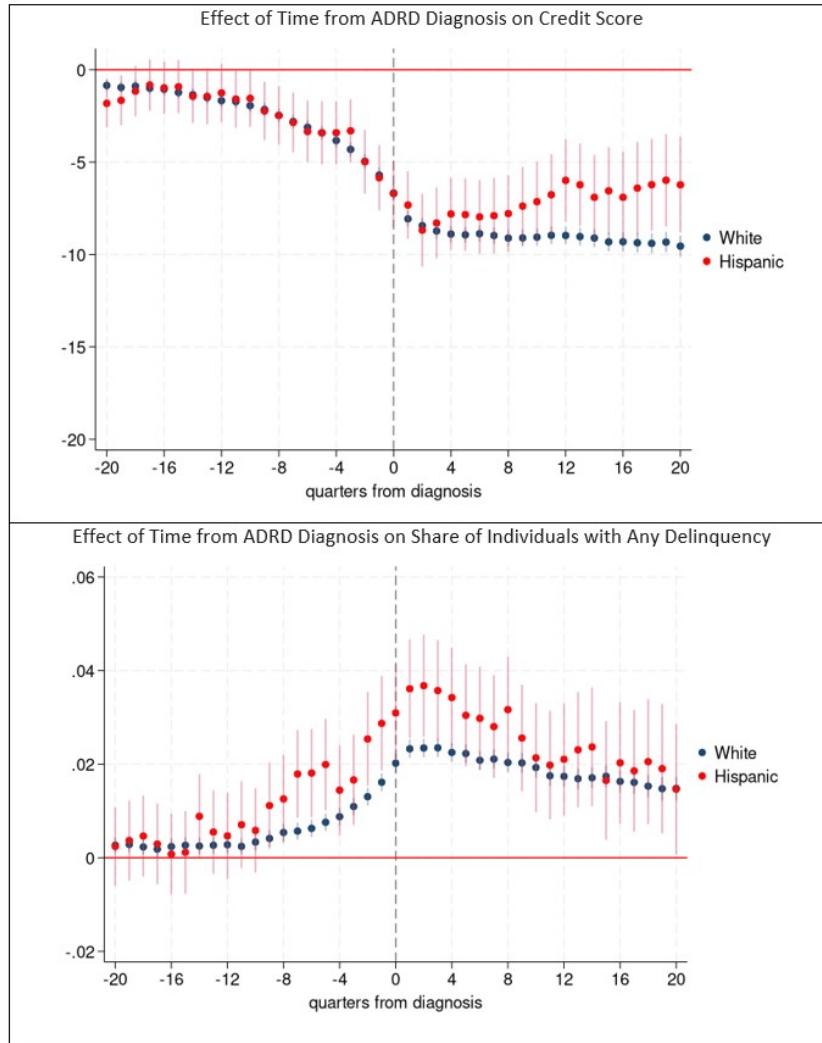 Effect of Time from ADRD Diagnosis on Credit Score
0
-5
-10
-15
-20
-20 -16 -12 -8 -4 0 4 8 12 16 20
quarters from diagnosis
White
Hispanic
Effect of Time from ADRD Diagnosis on Share of Individuals with Any Delinquency
.06
.04
.02
0
-.02
-20 -16 -12 -8 -4 0 4 8 12 16 20
quarters from diagnosis
White
Hispanic